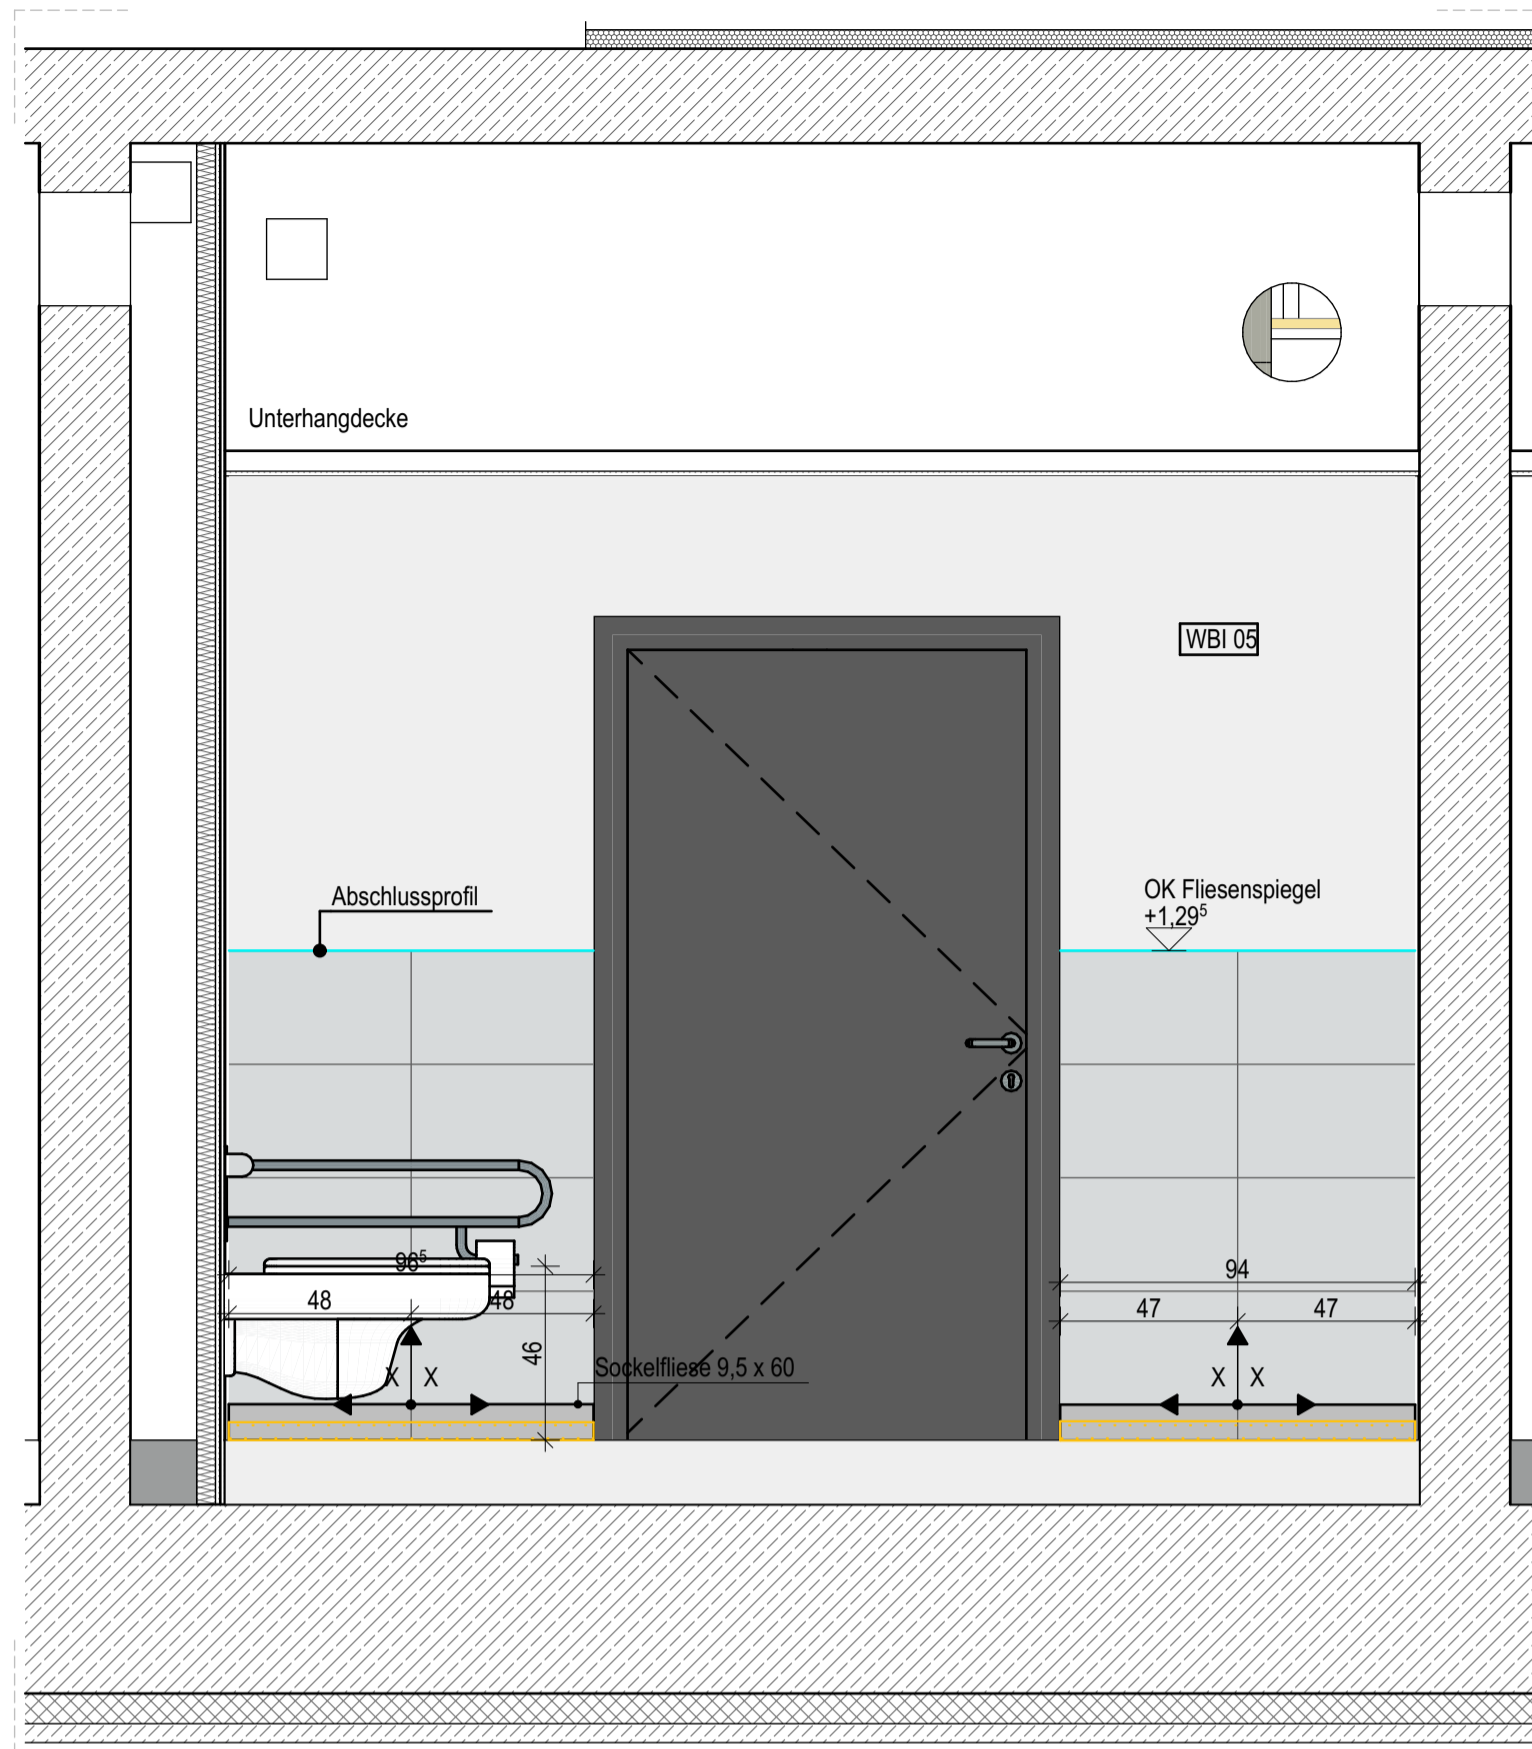 Unterhangdecke
WBI 05
Abschlussprofil
OK Fliesenspiegel
+1,29⁵
96⁵
94
48
48
47
47
46
Sockelfliese 9,5 x 60
X X
X X